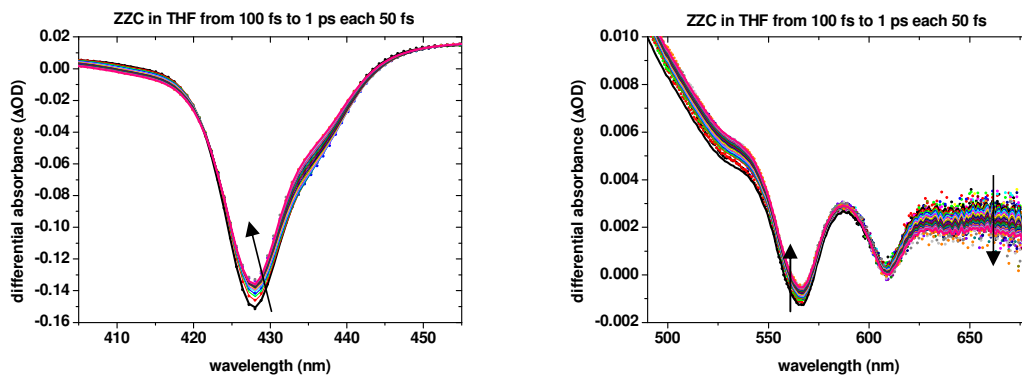 ZZC in THF from 100 fs to 1 ps each 50 fs
differential absorbance (ΔOD)
0.02
0.00
-0.02
-0.04
-0.06
-0.08
-0.10
-0.12
-0.14
-0.16
410 420 430 440 450
wavelength (nm)
ZZC in THF from 100 fs to 1 ps each 50 fs
differential absorbance (ΔOD)
0.010
0.008
0.006
0.004
0.002
0.000
-0.002
500 550 600 650
wavelength (nm)